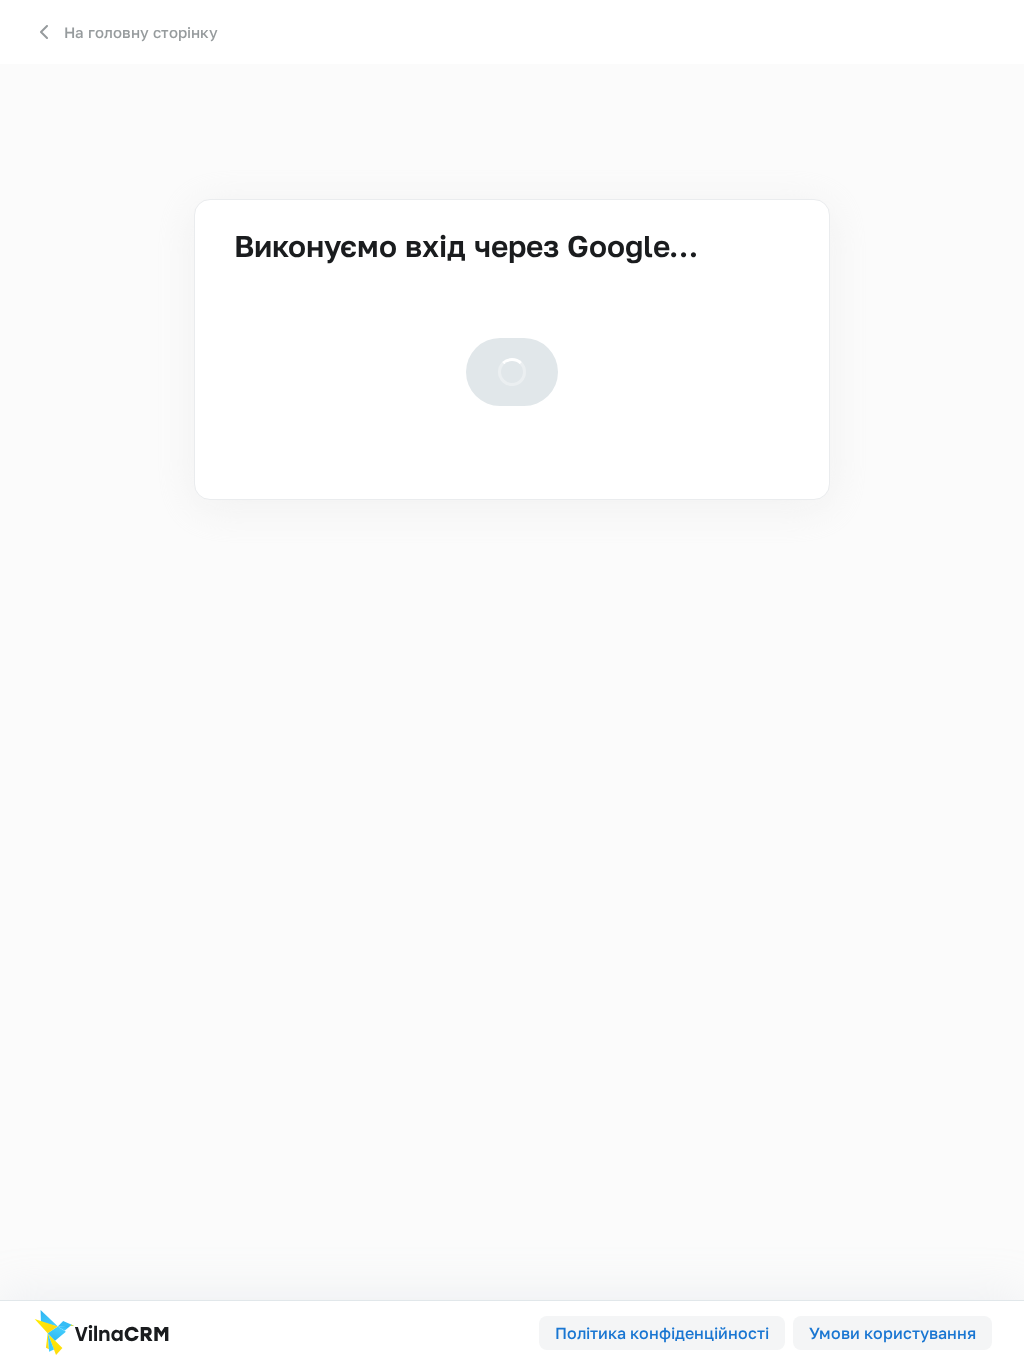 На головну сторінку
Виконуємо вхід через Google...
VilnaCRM
Політика конфіденційності
Умови користування